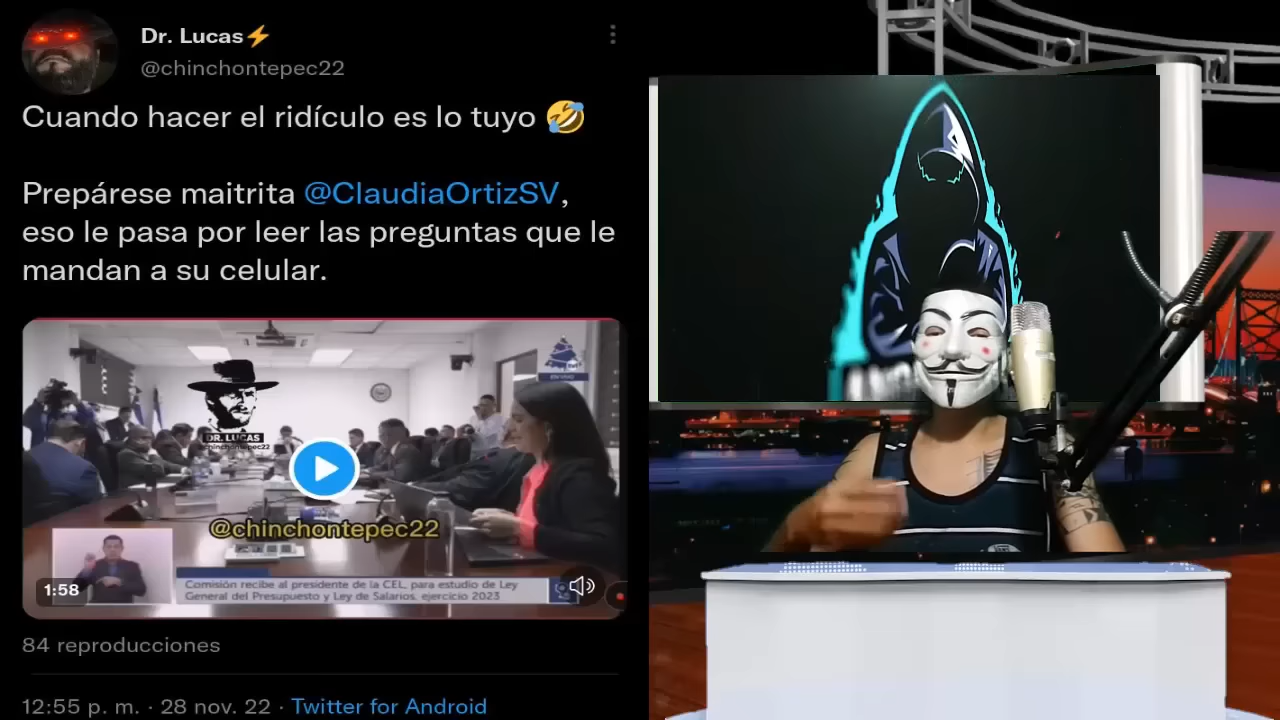 Dr. Lucas⚡
@chinchontepec22
Cuando hacer el ridículo es lo tuyo 🤣
Prepárese maitrita @ClaudiaOrtizSV,
eso le pasa por leer las preguntas que le
mandan a su celular.
DR. LUCAS
@chinchontepec22
EN VIVO
@chinchontepec22
Comisión recibe al presidente de la CEL, para estudio de Ley
General del Presupuesto y Ley de Salarios, ejercicio 2023
1:58
84 reproducciones
12:55 p. m. · 28 nov. 22 · Twitter for Android